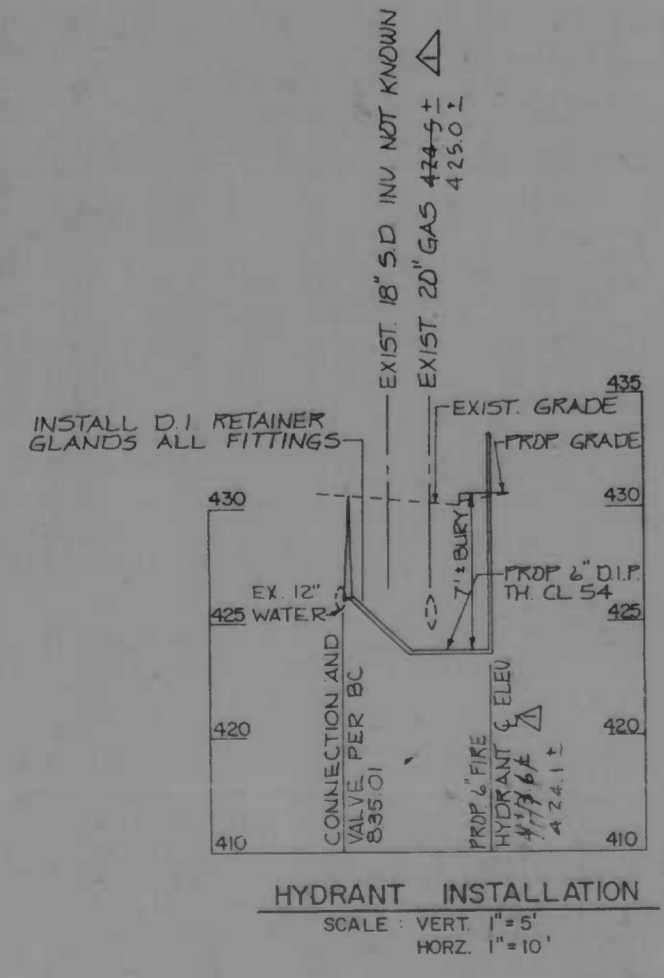 EXIST. 18" S.D. INV. NOT KNOWN
EXIST. 20" GAS 424.5 ±
425.0 ±
1
INSTALL D.I. RETAINER
GLANDS ALL FITTINGS
EXIST. GRADE
PROP. GRADE
435
430
430
7'± BURY
EX. 12"
WATER
PROP 6" D.I.P.
TH. CL 54
425
425
CONNECTION AND
VALVE PER BC
835.01
PROP 6" FIRE
HYDRANT ℄ ELEV
424.1 ±
1
420
420
410
410
HYDRANT INSTALLATION
SCALE : VERT. 1" = 5'
HORZ. 1" = 10'